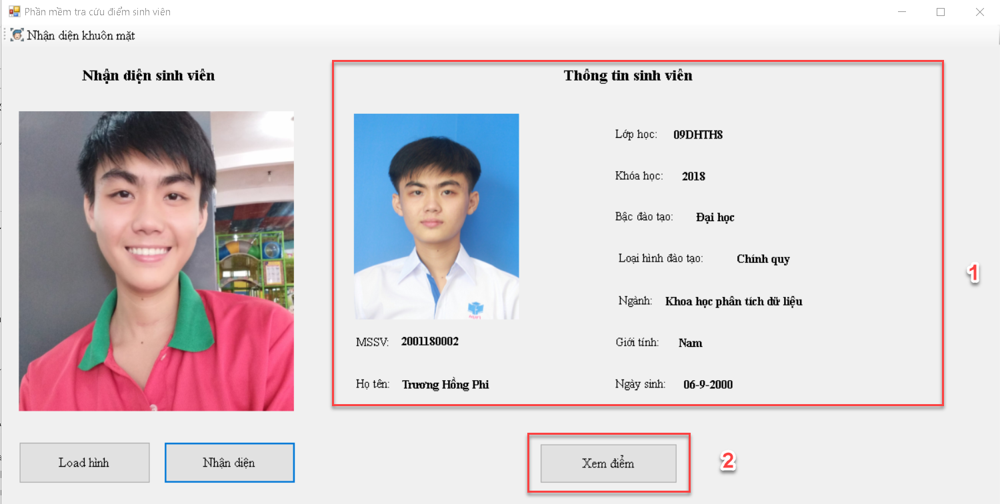 Phần mềm tra cứu điểm sinh viên
Nhận diện khuôn mặt
Nhận diện sinh viên
Thông tin sinh viên
Lớp học: 09DHTH8
Khóa học: 2018
Bậc đào tạo: Đại học
Loại hình đào tạo: Chính quy
1
Ngành: Khoa học phân tích dữ liệu
MSSV: 2001180002
Giới tính: Nam
Họ tên: Trương Hồng Phi
Ngày sinh: 06-9-2000
Load hình
Nhận diện
Xem điểm
2